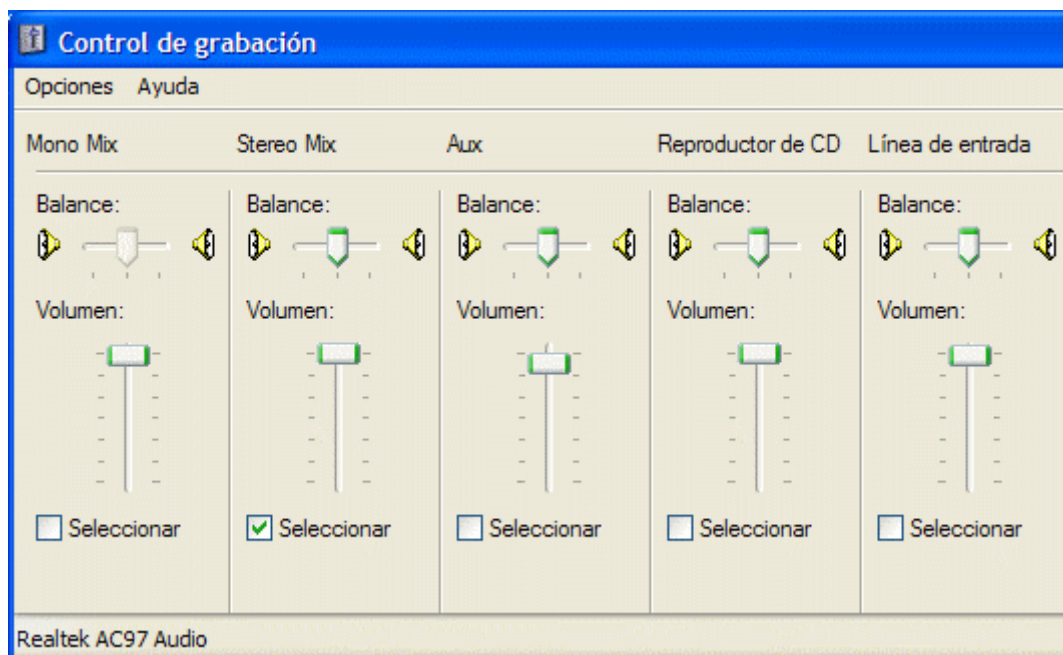 Control de grabación
Opciones Ayuda
Mono Mix Stereo Mix Aux Reproductor de CD Línea de entrada
Balance: Balance: Balance: Balance: Balance:
Volumen: Volumen: Volumen: Volumen: Volumen:
Seleccionar Seleccionar Seleccionar Seleccionar Seleccionar
Realtek AC97 Audio